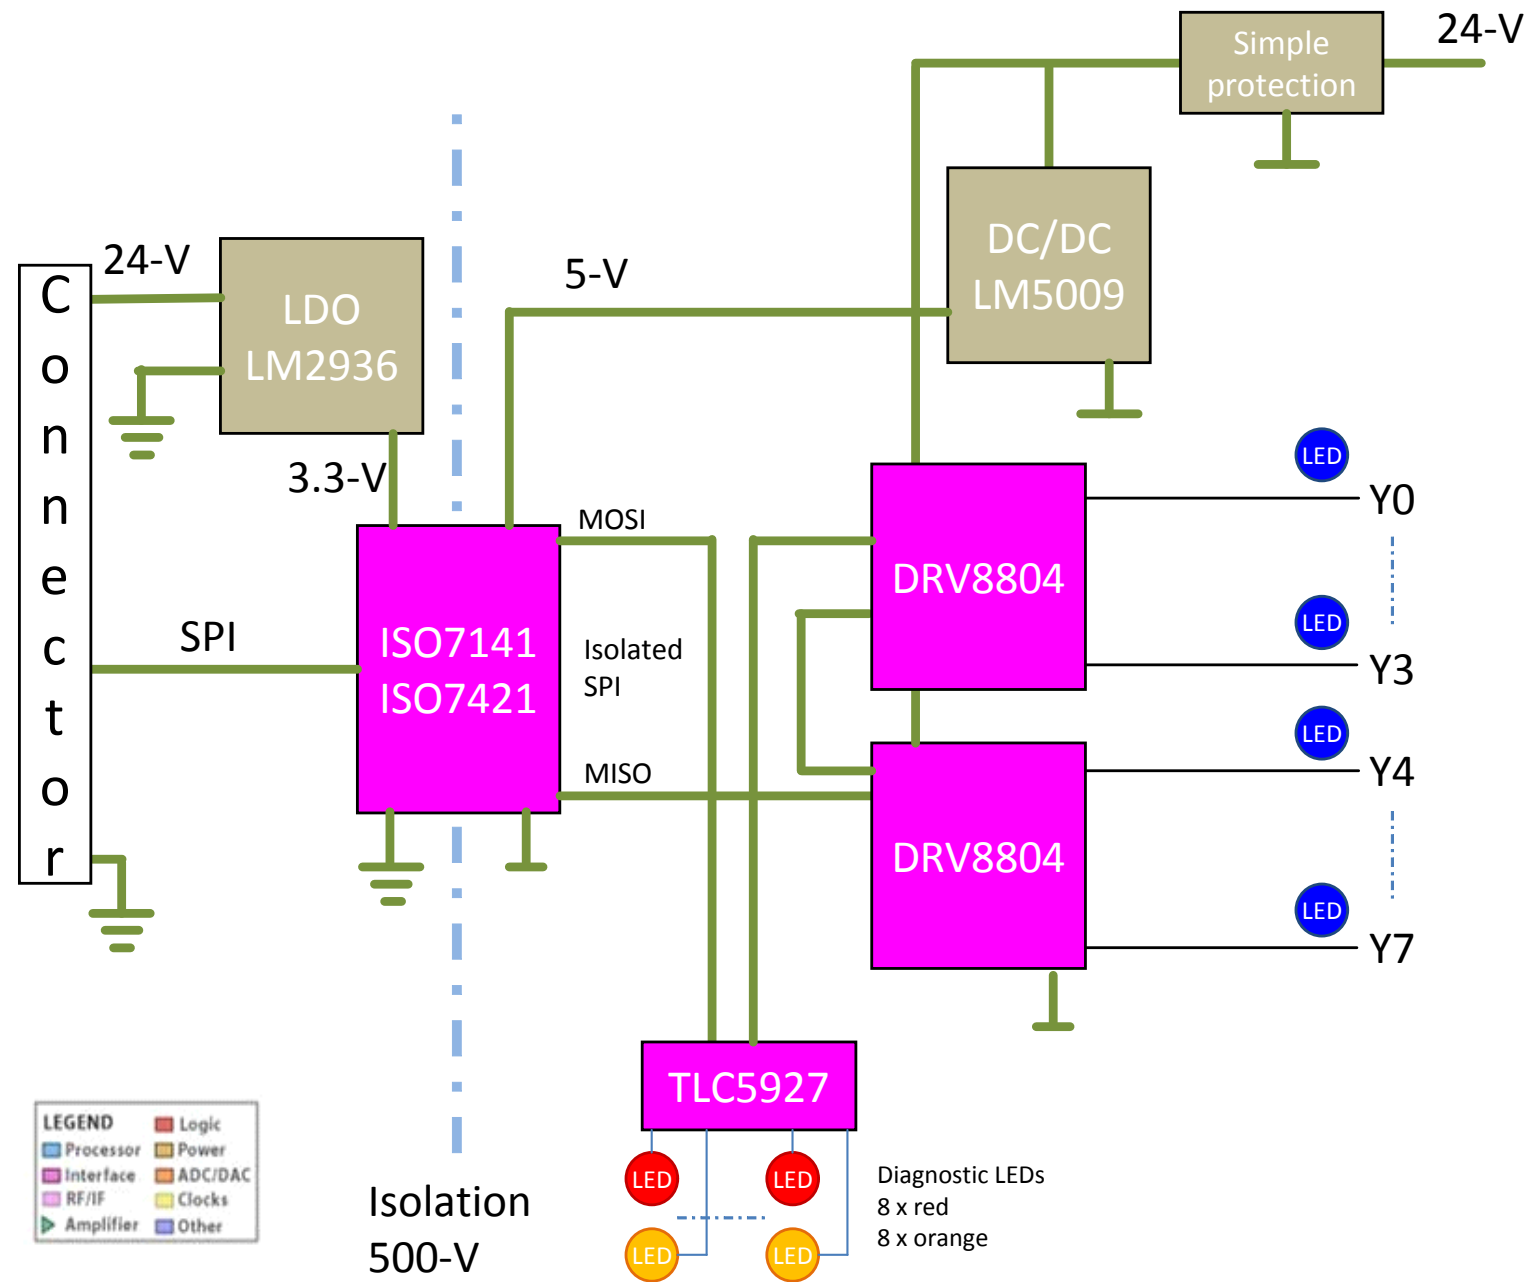 24-V
Simple
protection
DC/DC
LM5009
24-V
LDO
LM2936
5-V
Connector
3.3-V
MOSI
SPI
ISO7141
ISO7421
Isolated
SPI
MISO
DRV8804
DRV8804
LED
Y0
LED
Y3
LED
Y4
LED
Y7
TLC5927
LED
LED
LED
LED
Diagnostic LEDs
8 x red
8 x orange
Isolation
500-V
LEGEND
Logic
Processor
Power
Interface
ADC/DAC
RF/IF
Clocks
Amplifier
Other